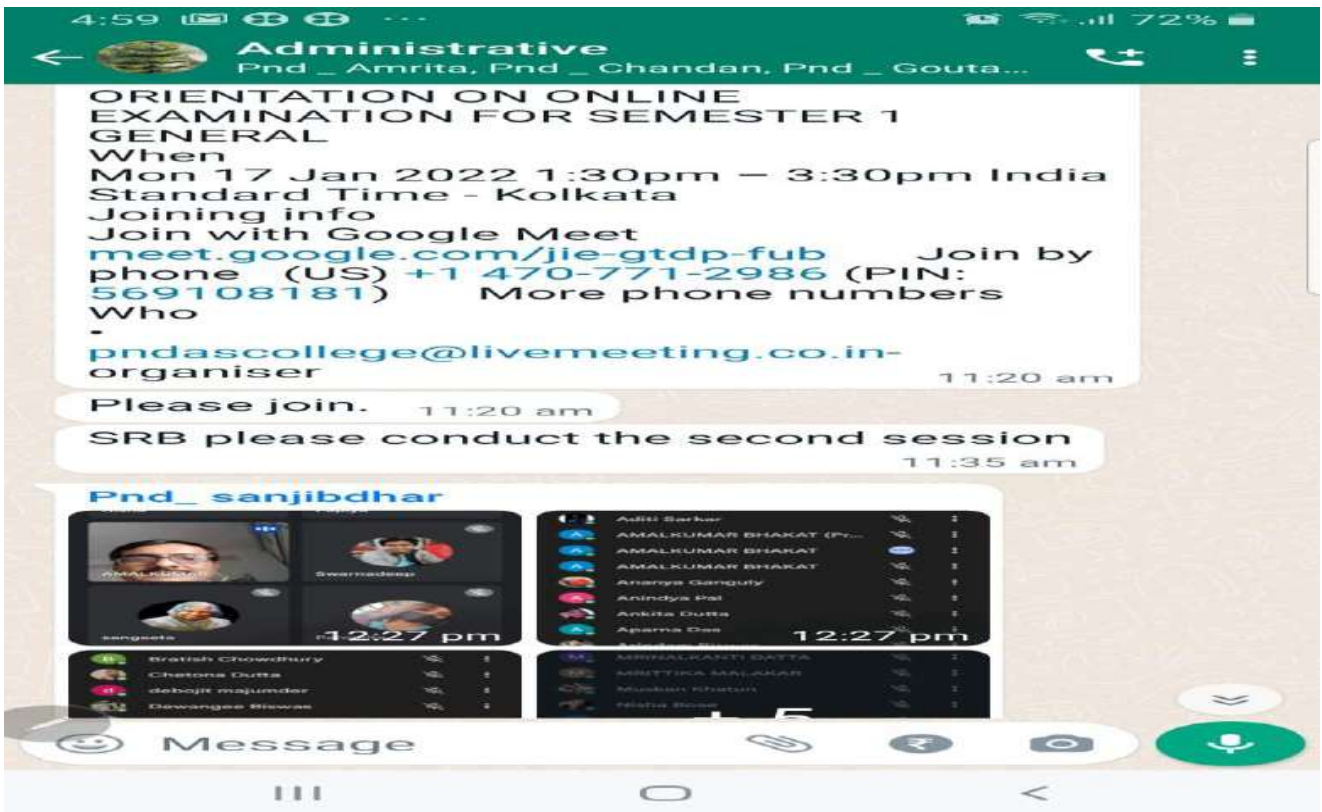 4:59 72%
Administrative
Pnd _ Amrita, Pnd _ Chandan, Pnd _ Gouta...
ORIENTATION ON ONLINE
EXAMINATION FOR SEMESTER 1
GENERAL
When
Mon 17 Jan 2022 1:30pm – 3:30pm India
Standard Time - Kolkata
Joining info
Join with Google Meet
meet.google.com/jie-gtdp-fub Join by
phone (US) +1 470-771-2986 (PIN:
569108181) More phone numbers
Who
•
pndascollege@livemeeting.co.in-
organiser
11:20 am
Please join. 11:20 am
SRB please conduct the second session
11:35 am
Pnd_ sanjibdhar
AMALKUMAR
Swarnadeep
sangeeta
12:27 pm
Aditi Sarkar
AMALKUMAR BHAKAT (Pr...
AMALKUMAR BHAKAT
AMALKUMAR BHAKAT
Ananya Ganguly
Anindya Pal
Ankita Dutta
Aparna Das
12:27 pm
Bratish Chowdhury
Chetona Dutta
debojit majumder
Dewangee Biswas
MRINALKANTI DATTA
MRITTIKA MALAKAR
Muskan Khatun
Nisha Bose
+ 5
Message